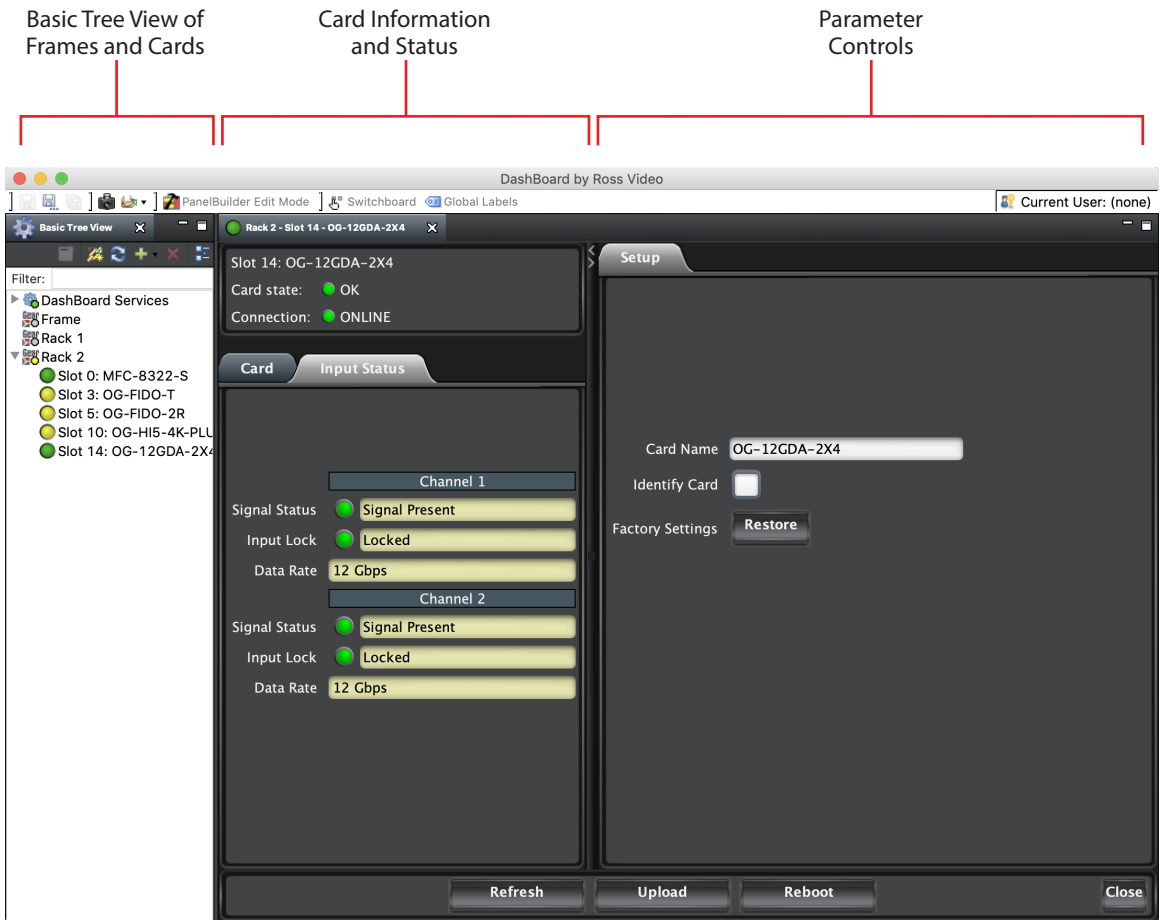 Basic Tree View of
Frames and Cards
Card Information
and Status
Parameter
Controls
DashBoard by Ross Video
PanelBuilder Edit Mode
Switchboard
Global Labels
Current User: (none)
Basic Tree View
Rack 2 - Slot 14 - OG-12GDA-2X4
Filter:
DashBoard Services
Frame
Rack 1
Rack 2
Slot 0: MFC-8322-S
Slot 3: OG-FIDO-T
Slot 5: OG-FIDO-2R
Slot 10: OG-HI5-4K-PLU
Slot 14: OG-12GDA-2X4
Slot 14: OG-12GDA-2X4
Card state: OK
Connection: ONLINE
Card
Input Status
Channel 1
Signal Status Signal Present
Input Lock Locked
Data Rate 12 Gbps
Channel 2
Signal Status Signal Present
Input Lock Locked
Data Rate 12 Gbps
Setup
Card Name OG-12GDA-2X4
Identify Card
Factory Settings Restore
Refresh
Upload
Reboot
Close